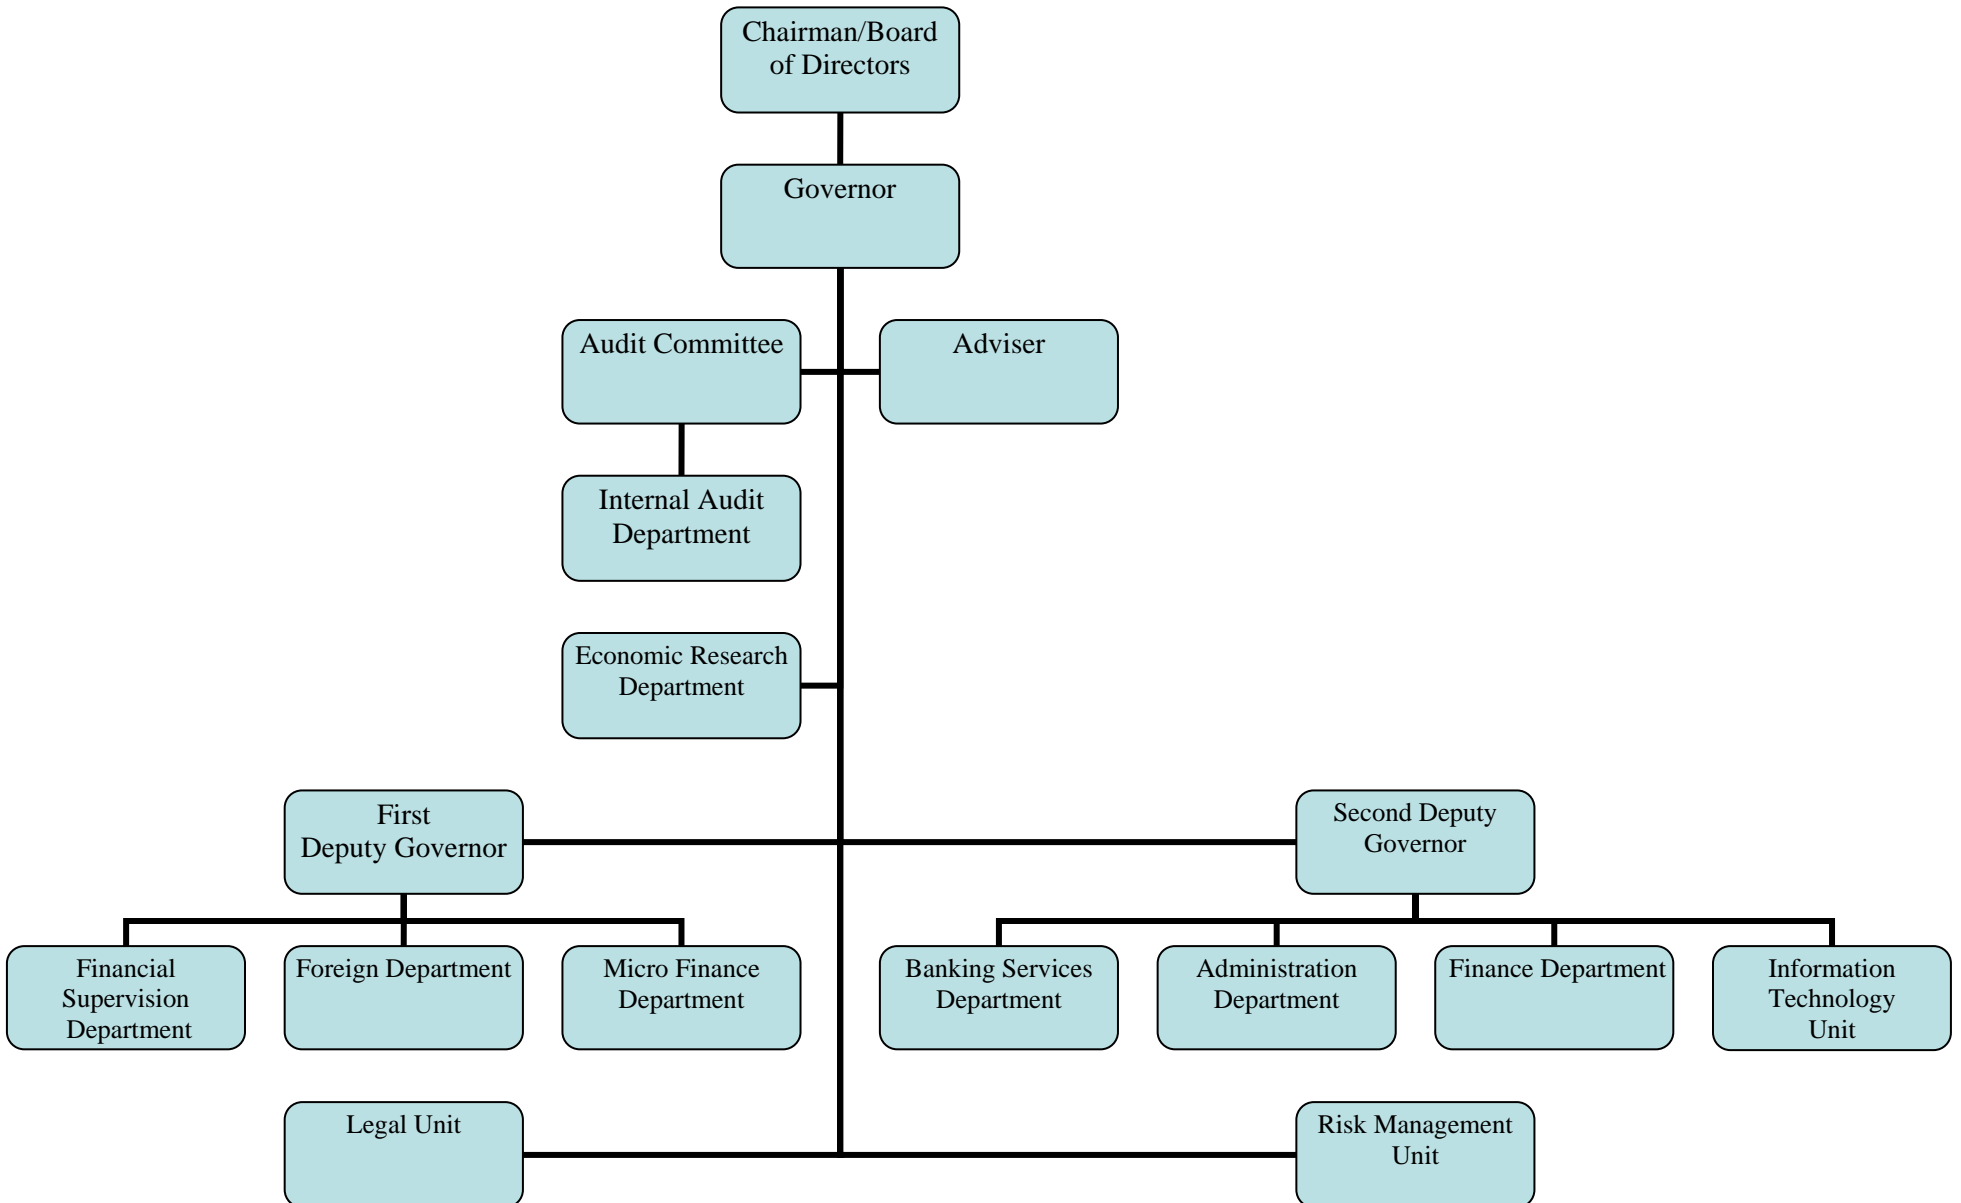 Chairman/Board
of Directors
Governor
Audit Committee
Adviser
Internal Audit
Department
Economic Research
Department
First
Deputy Governor
Second Deputy
Governor
Financial
Supervision
Department
Foreign Department
Micro Finance
Department
Banking Services
Department
Administration
Department
Finance Department
Information
Technology
Unit
Legal Unit
Risk Management
Unit